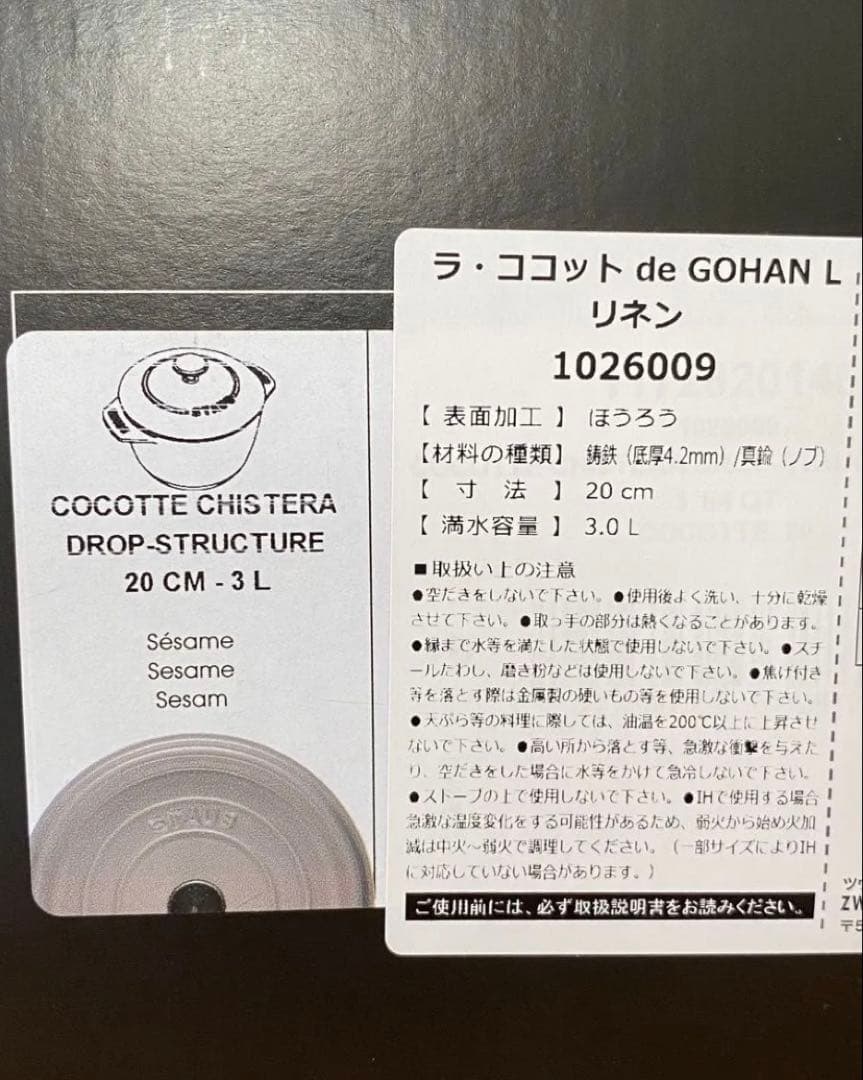 COCOTTE CHISTERA
DROP-STRUCTURE
20 CM - 3 L
Sésame
Sesame
Sesam
STAUB
ラ・ココット de GOHAN L
リネン
1026009
【 表面加工 】 ほうろう
【材料の種類】 鋳鉄（底厚4.2mm）/真鍮（ノブ）
【 寸 法 】 20 cm
【 満水容量 】 3.0 L
■取扱い上の注意
●空だきをしないで下さい。●使用後よく洗い、十分に乾燥
させて下さい。●取っ手の部分は熱くなることがあります。
●縁まで水等を満たした状態で使用しないで下さい。●スチ
ールたわし、磨き粉などは使用しないで下さい。●焦げ付き
等を落とす際は金属製の硬いもの等を使用しないで下さい。
●天ぷら等の料理に際しては、油温を200℃以上に上昇させ
ないで下さい。●高い所から落とす等、急激な衝撃を与えた
り、空だきをした場合に水等をかけて急冷しないで下さい。
●ストーブの上で使用しないで下さい。●IHで使用する場合
急激な温度変化をする可能性があるため、弱火から始め火加
減は中火～弱火で調理してください。（一部サイズによりIH
に対応していない場合があります。）
ご使用前には、必ず取扱説明書をお読みください。
ZW